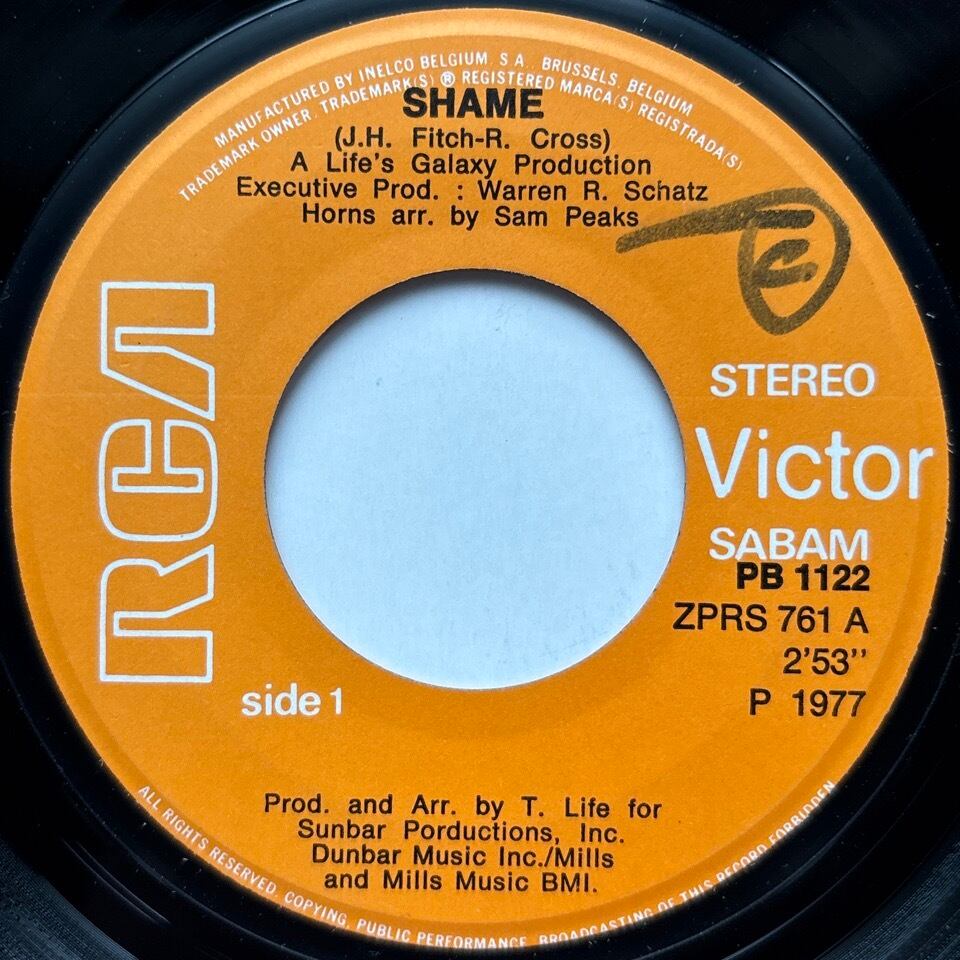 MANUFACTURED BY INELCO BELGIUM, S.A., BRUSSELS, BELGIUM
TRADEMARK OWNER, TRADEMARK(S) ® REGISTERED MARCA(S) REGISTRADA(S)
SHAME
(J.H. Fitch-R. Cross)
A Life's Galaxy Production
Executive Prod. : Warren R. Schatz
Horns arr. by Sam Peaks
RCA
STEREO
Victor
SABAM
PB 1122
ZPRS 761 A
2'53''
P 1977
side 1
Prod. and Arr. by T. Life for
Sunbar Porductions, Inc.
Dunbar Music Inc./Mills
and Mills Music BMI.
ALL RIGHTS RESERVED. COPYING, PUBLIC PERFORMANCE, BROADCASTING OF THIS RECORD FORBIDDEN